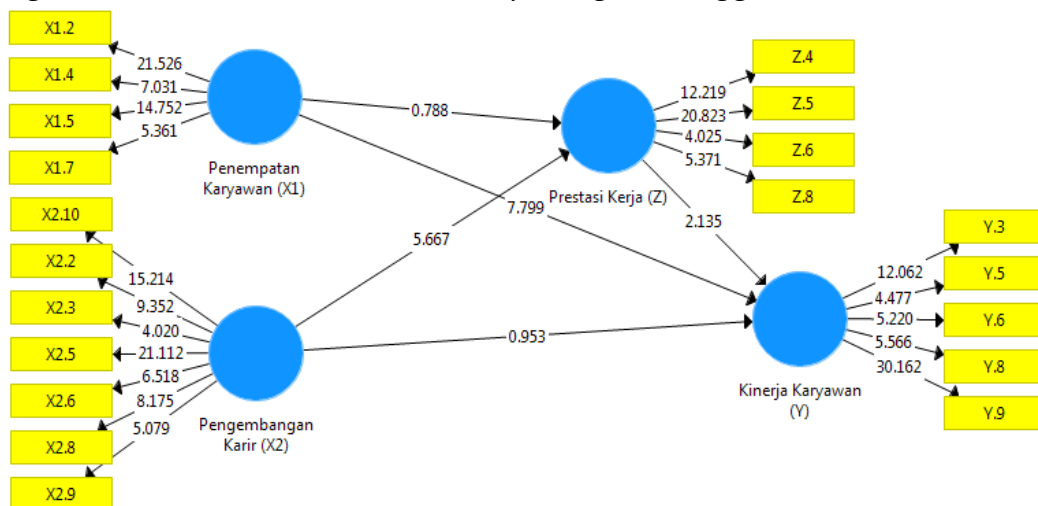 X1.2
X1.4
X1.5
X1.7
21.526
7.031
14.752
5.361
Penempatan
Karyawan (X1)
0.788
7.799
Z.4
Z.5
Z.6
Z.8
12.219
20.823
4.025
5.371
Prestasi Kerja (Z)
2.135
5.667
0.953
X2.10
X2.2
X2.3
X2.5
X2.6
X2.8
X2.9
15.214
9.352
4.020
21.112
6.518
8.175
5.079
Pengembangan
Karir (X2)
Y.3
Y.5
Y.6
Y.8
Y.9
12.062
4.477
5.220
5.566
30.162
Kinerja Karyawan
(Y)